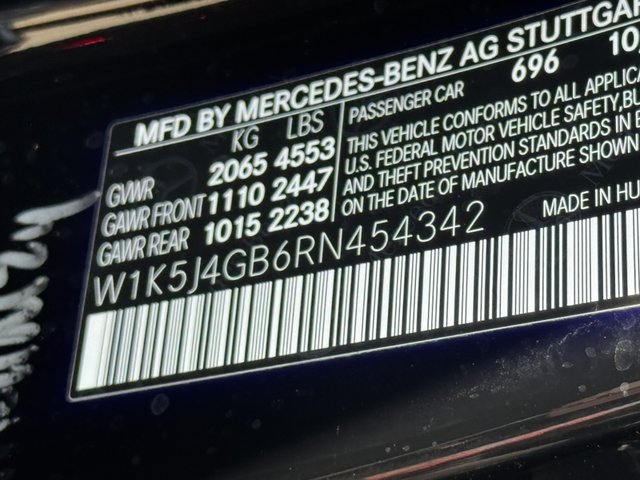 MFD BY MERCEDES-BENZ AG STUTTGAR
KG LBS
GVWR 2065 4553
GAWR FRONT 1110 2447
GAWR REAR 1015 2238
696 10
PASSENGER CAR
THIS VEHICLE CONFORMS TO ALL APPLICA
U.S. FEDERAL MOTOR VEHICLE SAFETY, BU
AND THEFT PREVENTION STANDARDS IN E
ON THE DATE OF MANUFACTURE SHOWN
W1K5J4GB6RN454342
MADE IN HU